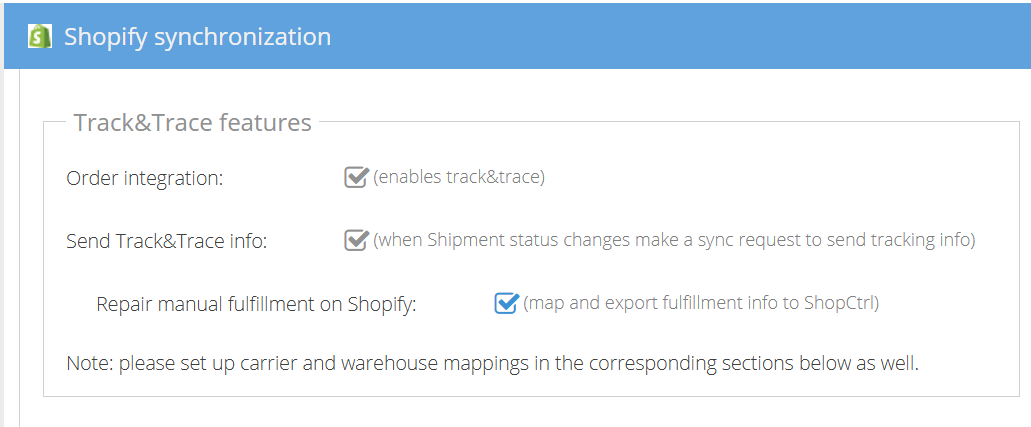 Shopify synchronization
Track&Trace features
Order integration: (enables track&trace)
Send Track&Trace info: (when Shipment status changes make a sync request to send tracking info)
Repair manual fulfillment on Shopify: (map and export fulfillment info to ShopCtrl)
Note: please set up carrier and warehouse mappings in the corresponding sections below as well.